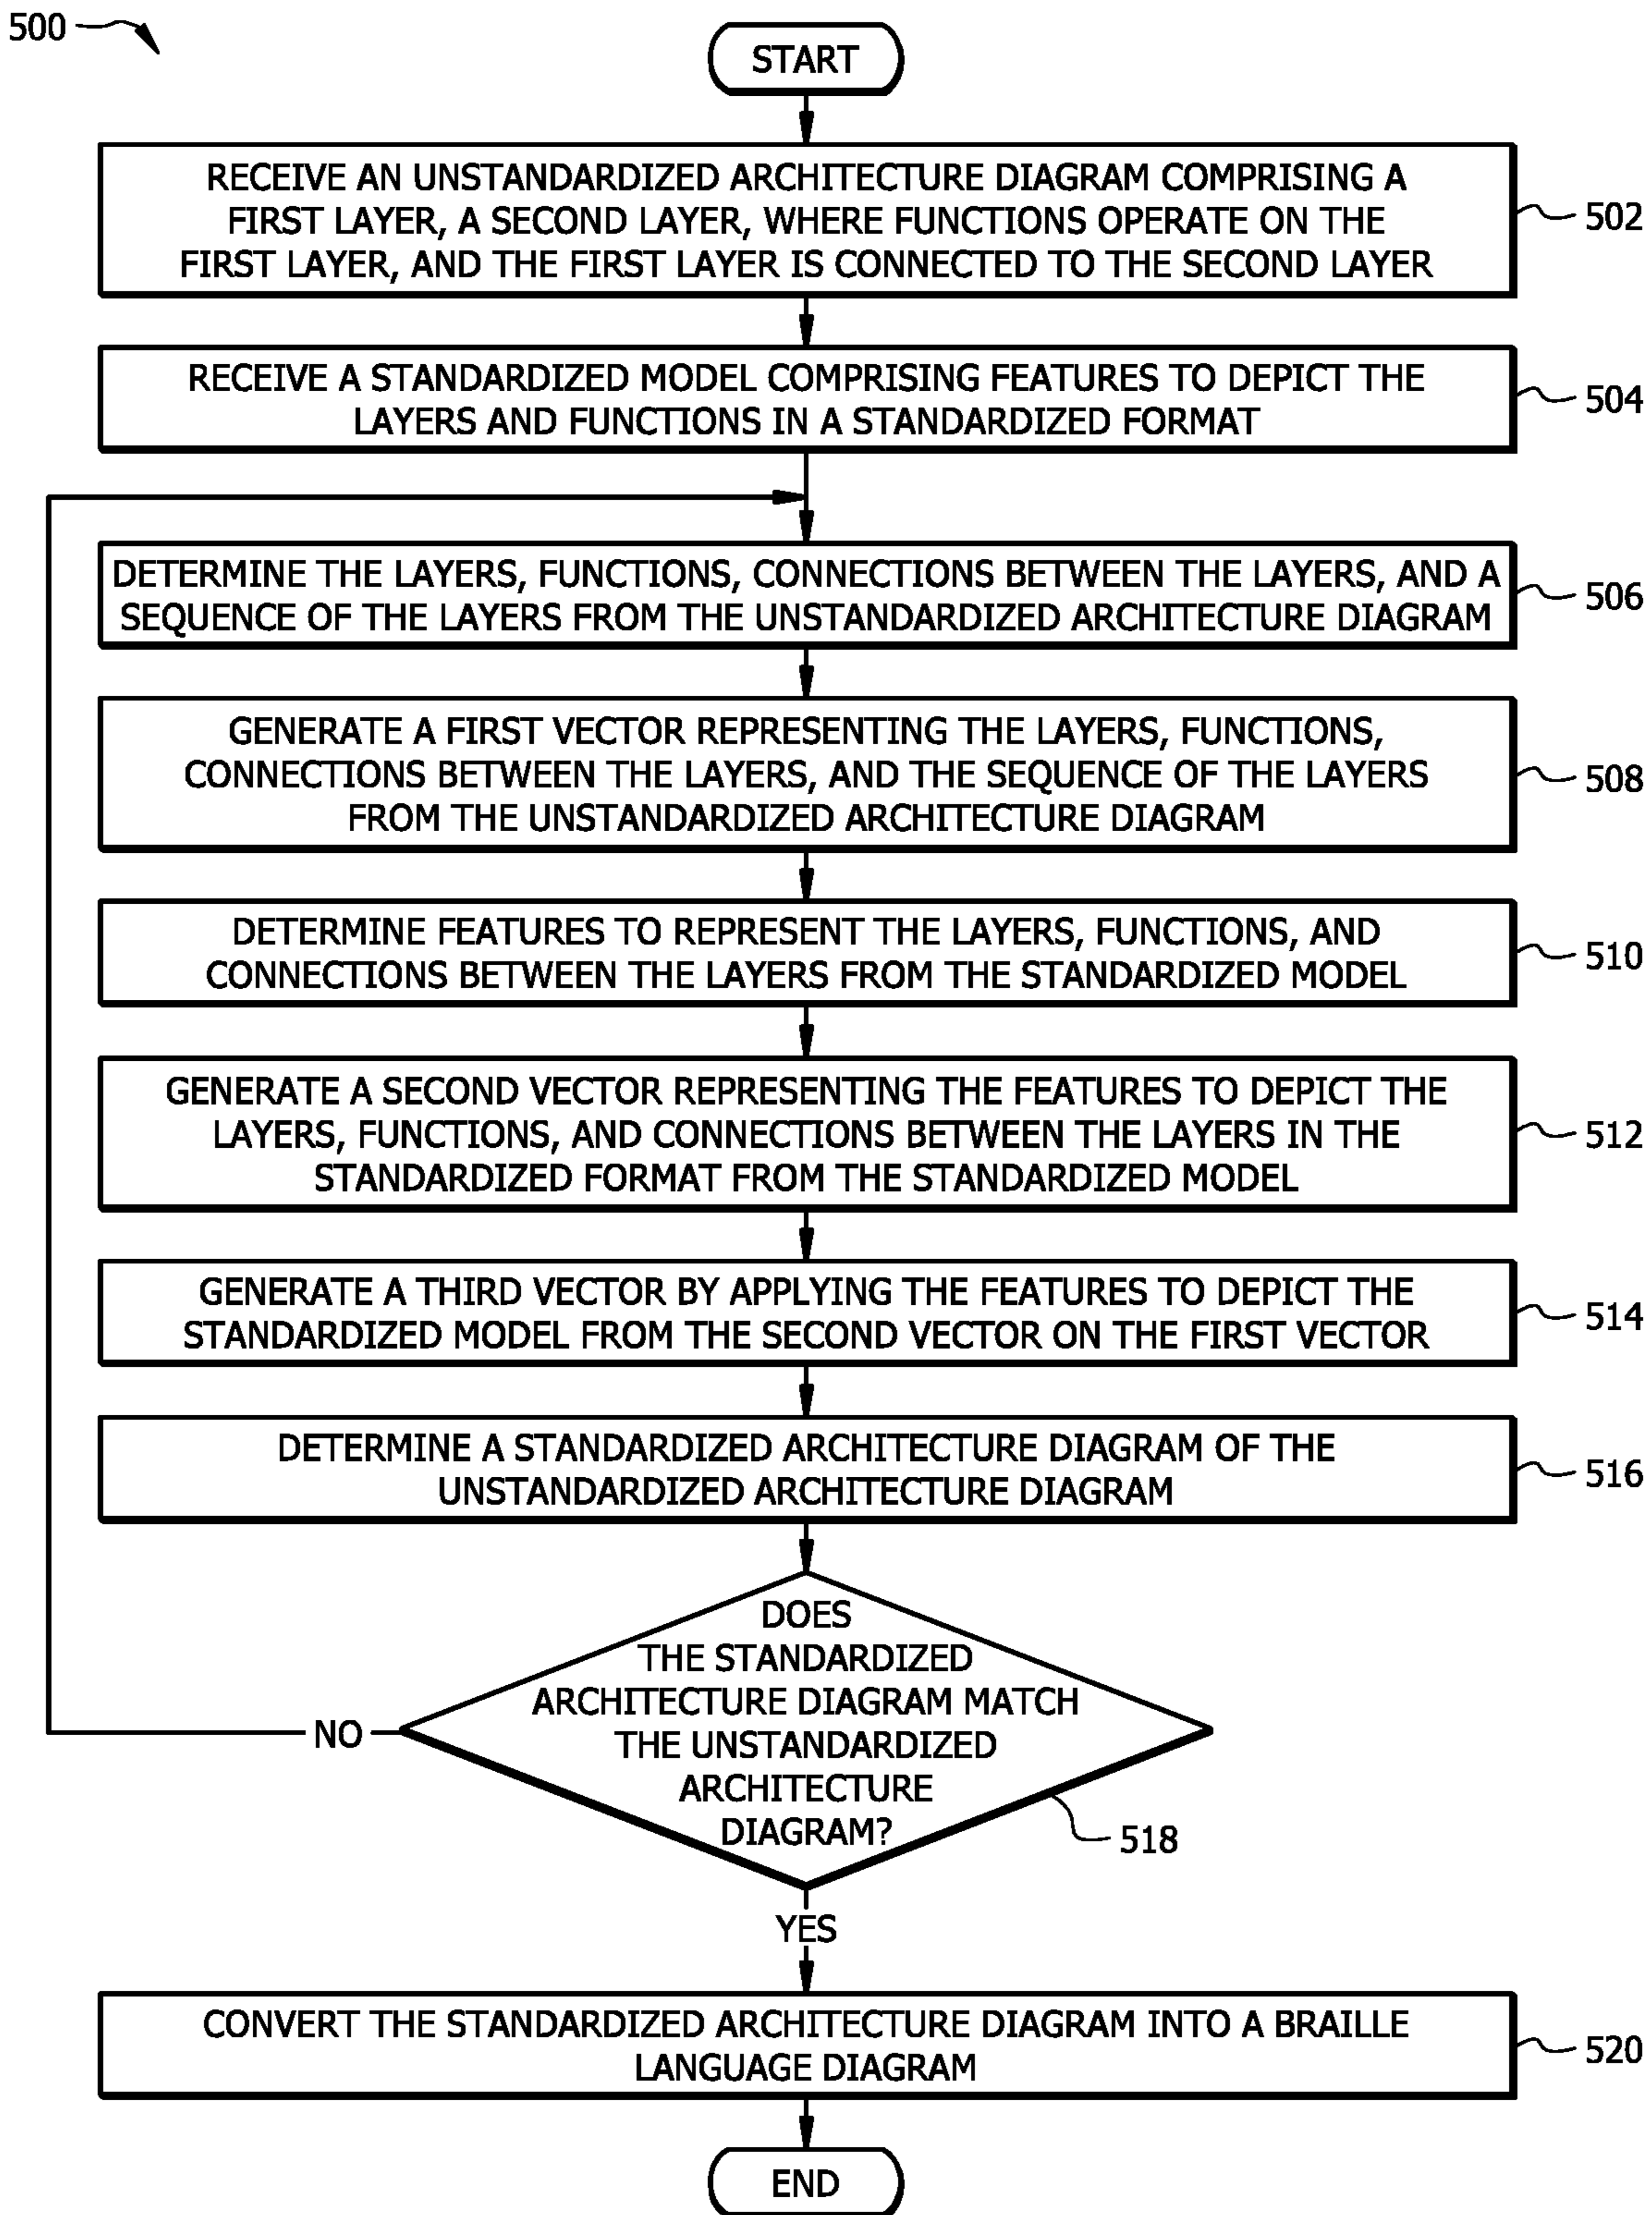 500
START
RECEIVE AN UNSTANDARDIZED ARCHITECTURE DIAGRAM COMPRISING A
FIRST LAYER, A SECOND LAYER, WHERE FUNCTIONS OPERATE ON THE
FIRST LAYER, AND THE FIRST LAYER IS CONNECTED TO THE SECOND LAYER
502
RECEIVE A STANDARDIZED MODEL COMPRISING FEATURES TO DEPICT THE
LAYERS AND FUNCTIONS IN A STANDARDIZED FORMAT
504
DETERMINE THE LAYERS, FUNCTIONS, CONNECTIONS BETWEEN THE LAYERS, AND A
SEQUENCE OF THE LAYERS FROM THE UNSTANDARDIZED ARCHITECTURE DIAGRAM
506
GENERATE A FIRST VECTOR REPRESENTING THE LAYERS, FUNCTIONS,
CONNECTIONS BETWEEN THE LAYERS, AND THE SEQUENCE OF THE LAYERS
FROM THE UNSTANDARDIZED ARCHITECTURE DIAGRAM
508
DETERMINE FEATURES TO REPRESENT THE LAYERS, FUNCTIONS, AND
CONNECTIONS BETWEEN THE LAYERS FROM THE STANDARDIZED MODEL
510
GENERATE A SECOND VECTOR REPRESENTING THE FEATURES TO DEPICT THE
LAYERS, FUNCTIONS, AND CONNECTIONS BETWEEN THE LAYERS IN THE
STANDARDIZED FORMAT FROM THE STANDARDIZED MODEL
512
GENERATE A THIRD VECTOR BY APPLYING THE FEATURES TO DEPICT THE
STANDARDIZED MODEL FROM THE SECOND VECTOR ON THE FIRST VECTOR
514
DETERMINE A STANDARDIZED ARCHITECTURE DIAGRAM OF THE
UNSTANDARDIZED ARCHITECTURE DIAGRAM
516
DOES
THE STANDARDIZED
ARCHITECTURE DIAGRAM MATCH
THE UNSTANDARDIZED
ARCHITECTURE
DIAGRAM?
NO
518
YES
CONVERT THE STANDARDIZED ARCHITECTURE DIAGRAM INTO A BRAILLE
LANGUAGE DIAGRAM
520
END